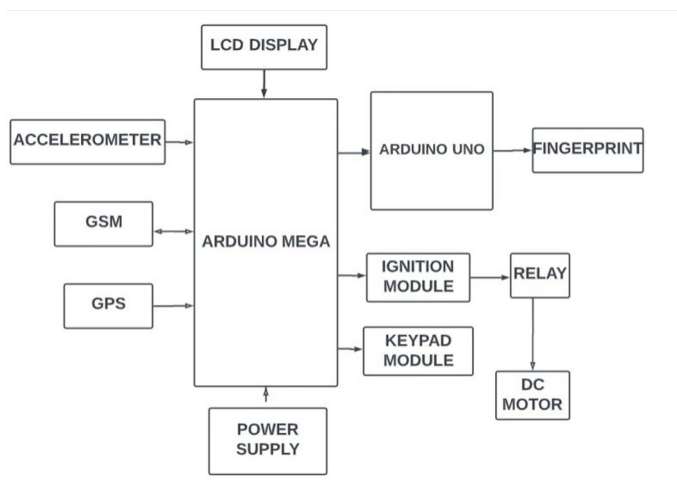 LCD DISPLAY
ACCELEROMETER
ARDUINO UNO
FINGERPRINT
GSM
ARDUINO MEGA
IGNITION
MODULE
RELAY
GPS
KEYPAD
MODULE
DC
MOTOR
POWER
SUPPLY